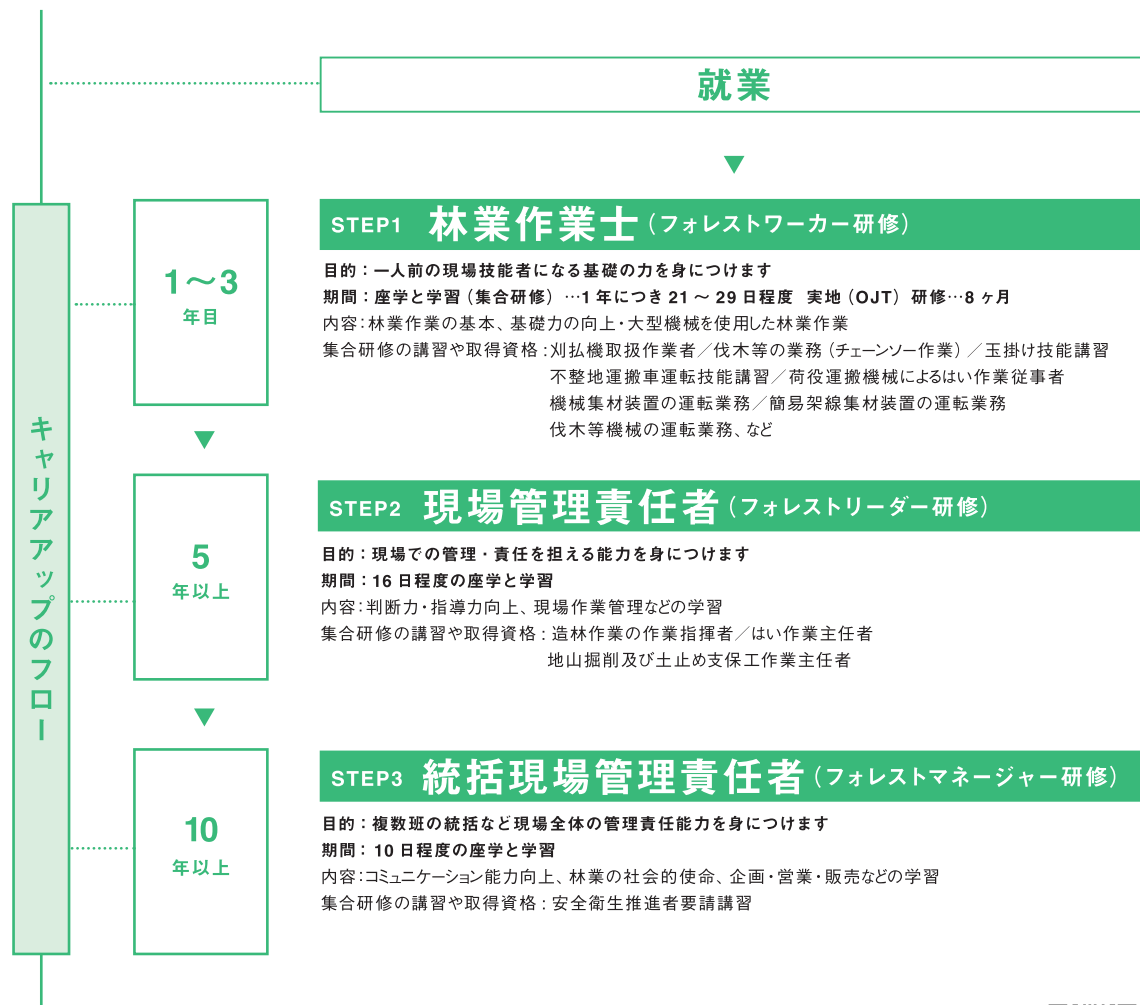 就業
キャリアアップのフロー
1〜3
年目
STEP1 林業作業士(フォレストワーカー研修)
目的:一人前の現場技能者になる基礎の力を身につけます
期間:座学と学習(集合研修)…1年につき21〜29日程度 実地(OJT)研修…8ヶ月
内容:林業作業の基本、基礎力の向上・大型機械を使用した林業作業
集合研修の講習や取得資格:刈払機取扱作業者/伐木等の業務(チェーンソー作業)/玉掛け技能講習
不整地運搬車運転技能講習/荷役運搬機械によるはい作業従事者
機械集材装置の運転業務/簡易架線集材装置の運転業務
伐木等機械の運転業務、など
5
年以上
STEP2 現場管理責任者(フォレストリーダー研修)
目的:現場での管理・責任を担える能力を身につけます
期間:16日程度の座学と学習
内容:判断力・指導力向上、現場作業管理などの学習
集合研修の講習や取得資格:造林作業の作業指揮者/はい作業主任者
地山掘削及び土止め支保工作業主任者
10
年以上
STEP3 統括現場管理責任者(フォレストマネージャー研修)
目的:複数班の統括など現場全体の管理責任能力を身につけます
期間:10日程度の座学と学習
内容:コミュニケーション能力向上、林業の社会的使命、企画・営業・販売などの学習
集合研修の講習や取得資格:安全衛生推進者要請講習